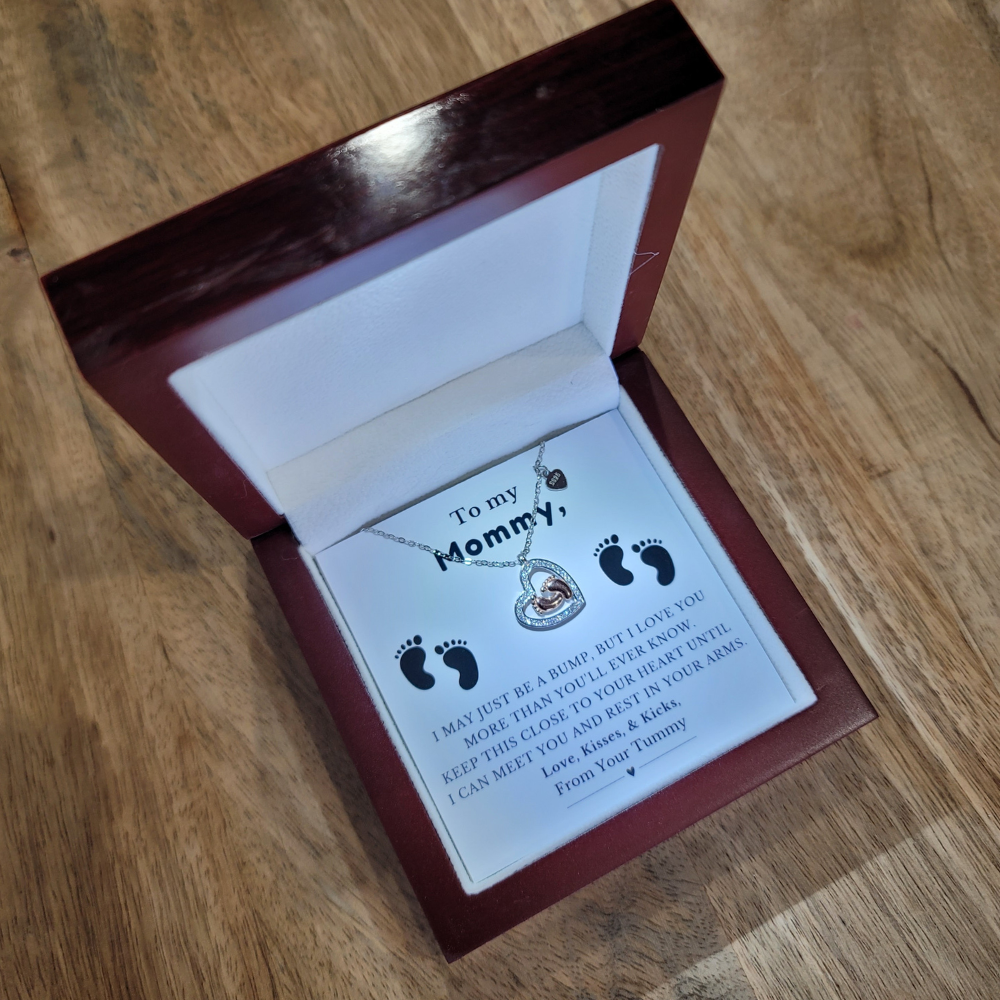 To my
Mommy,
I MAY JUST BE A BUMP, BUT I LOVE YOU
MORE THAN YOU'LL EVER KNOW.
KEEP THIS CLOSE TO YOUR HEART UNTIL
I CAN MEET YOU AND REST IN YOUR ARMS.
Love, Kisses, & Kicks,
From Your Tummy